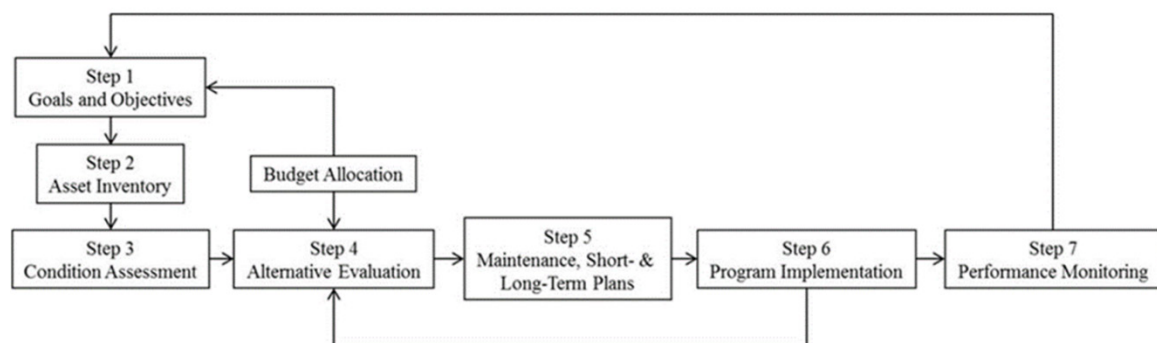 Step 1
Goals and Objectives
Step 2
Asset Inventory
Budget Allocation
Step 3
Condition Assessment
Step 4
Alternative Evaluation
Step 5
Maintenance, Short- &
Long-Term Plans
Step 6
Program Implementation
Step 7
Performance Monitoring